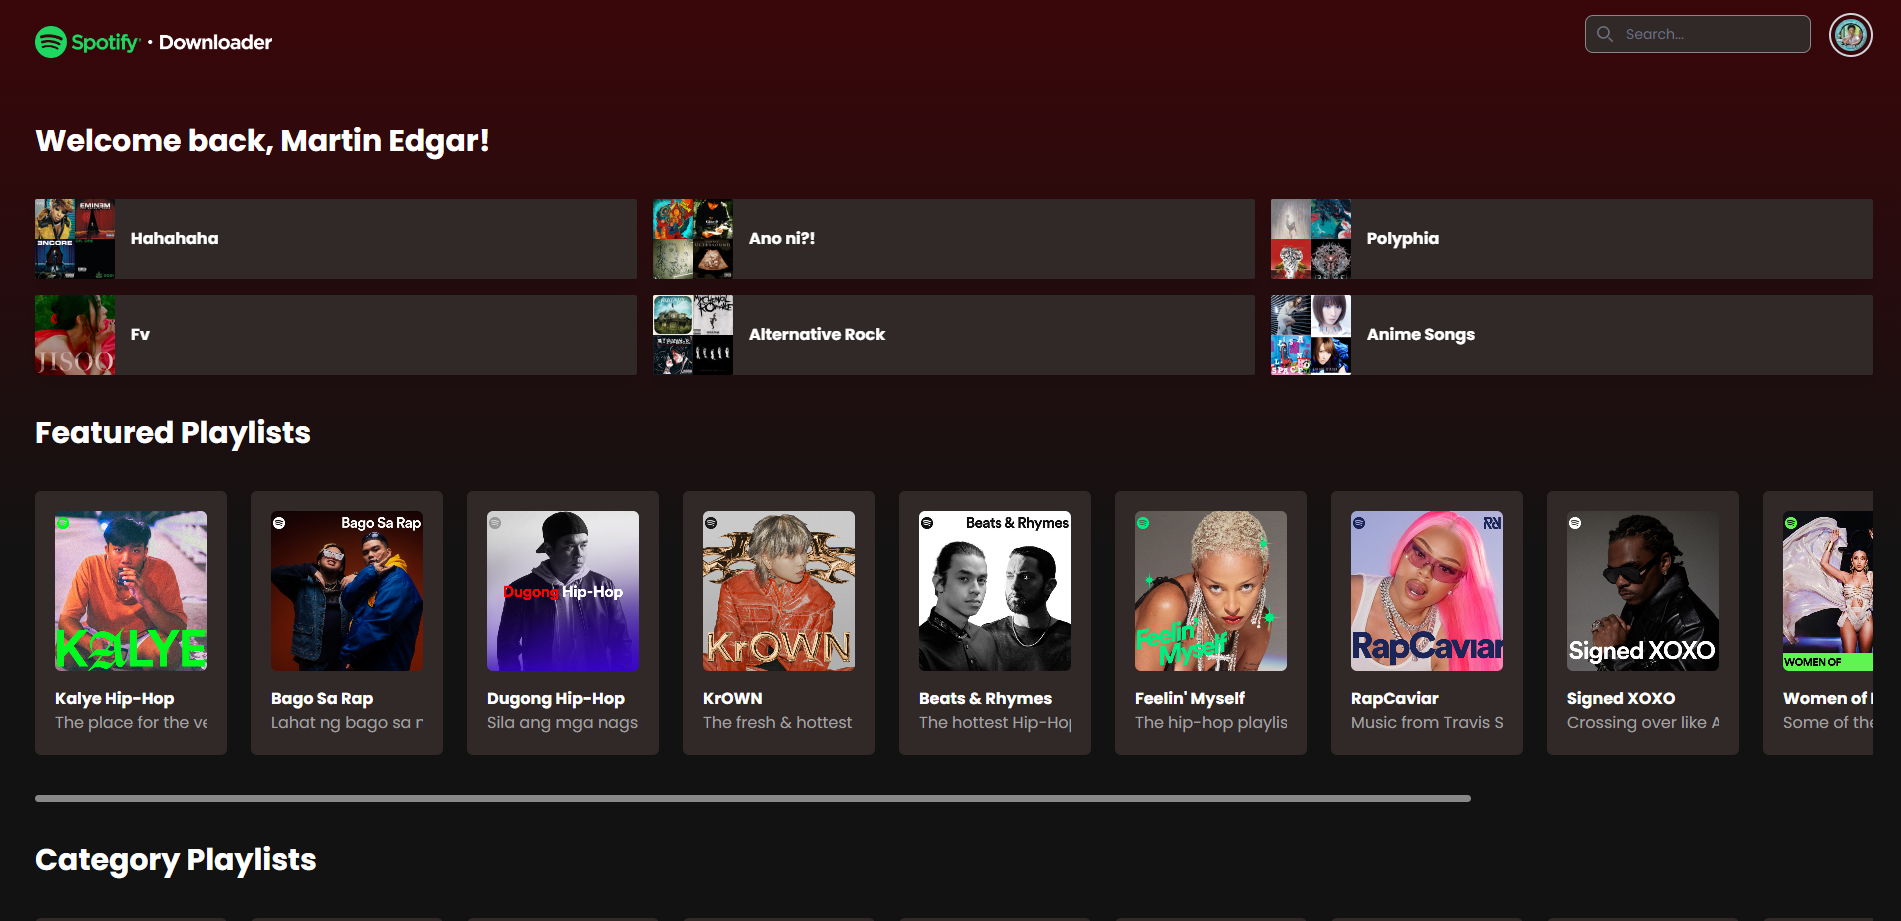 Spotify · Downloader
Search...
Welcome back, Martin Edgar!
EMINEM
ENCORE
Hahahaha
Ano ni?!
Polyphia
JISOO
Fv
Alternative Rock
Anime Songs
Featured Playlists
KALYE
Kalye Hip-Hop
The place for the ve
Bago Sa Rap
Bago Sa Rap
Lahat ng bago sa r
Dugong Hip-Hop
Dugong Hip-Hop
Sila ang mga nags
KrOWN
KrOWN
The fresh & hottest
Beats & Rhymes
Beats & Rhymes
The hottest Hip-Hop
Feelin'
Myself
Feelin' Myself
The hip-hop playlis
RapCaviar
RapCaviar
Music from Travis S
Signed XOXO
Signed XOXO
Crossing over like A
WOMEN OF
Women of
Some of the
Category Playlists